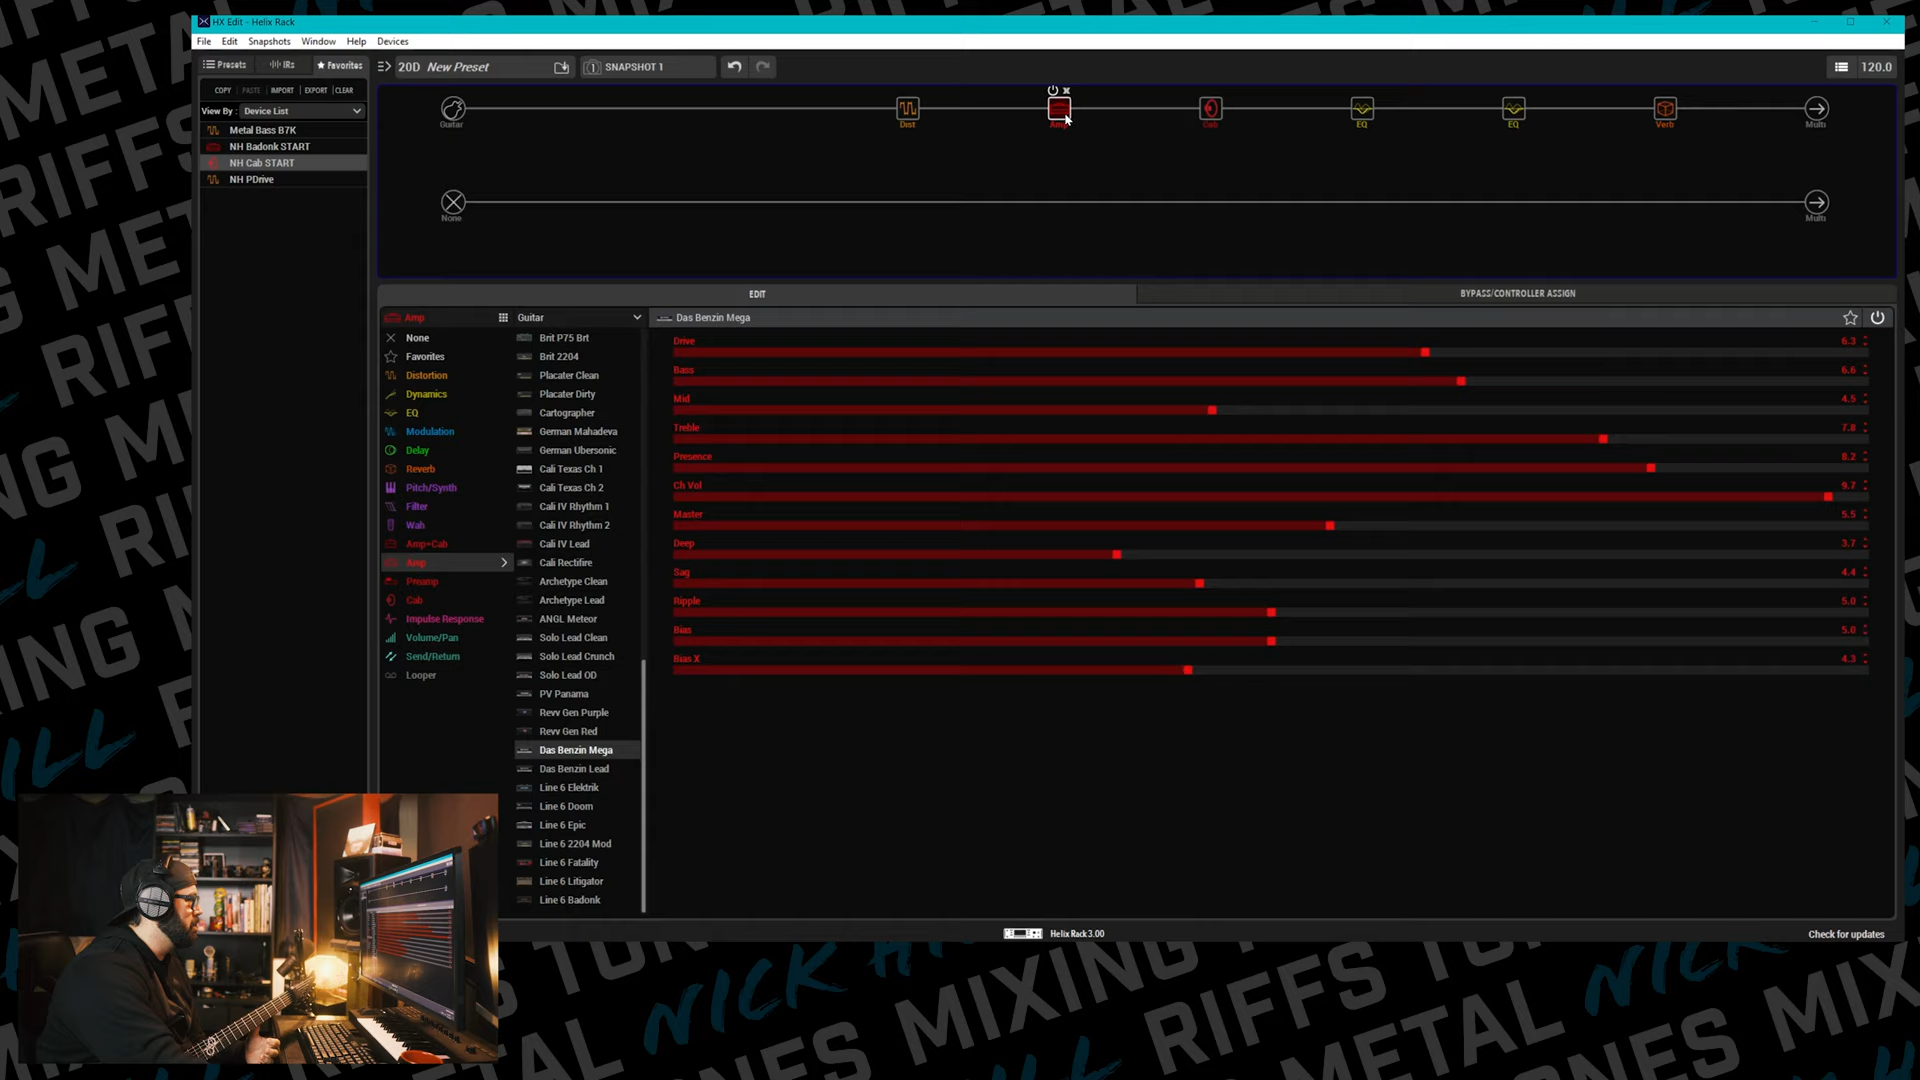 HX Edit - Helix Rack
File Edit Snapshots Window Help Devices
Presets IRs Favorites
20D New Preset
1 SNAPSHOT 1
120.0
COPY PASTE IMPORT EXPORT CLEAR
View By : Device List
Metal Bass B7K
NH Badonk START
NH Cab START
NH PDrive
Guitar
Dist
Amp
Cab
EQ
EQ
Verb
Multi
None
Multi
EDIT
BYPASS/CONTROLLER ASSIGN
Amp
Guitar
Das Benzin Mega
None
Favorites
Distortion
Dynamics
EQ
Modulation
Delay
Reverb
Pitch/Synth
Filter
Wah
Amp+Cab
Amp
Preamp
Cab
Impulse Response
Volume/Pan
Send/Return
Looper
Brit P75 Brt
Brit 2204
Placater Clean
Placater Dirty
Cartographer
German Mahadeva
German Ubersonic
Cali Texas Ch 1
Cali Texas Ch 2
Cali IV Rhythm 1
Cali IV Rhythm 2
Cali IV Lead
Cali Rectifire
Archetype Clean
Archetype Lead
ANGL Meteor
Solo Lead Clean
Solo Lead Crunch
Solo Lead OD
PV Panama
Revv Gen Purple
Revv Gen Red
Das Benzin Mega
Das Benzin Lead
Line 6 Elektrik
Line 6 Doom
Line 6 Epic
Line 6 2204 Mod
Line 6 Fatality
Line 6 Litigator
Line 6 Badonk
Drive 6.3
Bass 6.6
Mid 4.5
Treble 7.8
Presence 8.2
Ch Vol 9.7
Master 5.5
Deep 3.7
Sag 4.4
Ripple 5.0
Bias 5.0
Bias X 4.3
Helix Rack 3.00
Check for updates
NICK H
MIXING
RIFFS
METAL
TONES